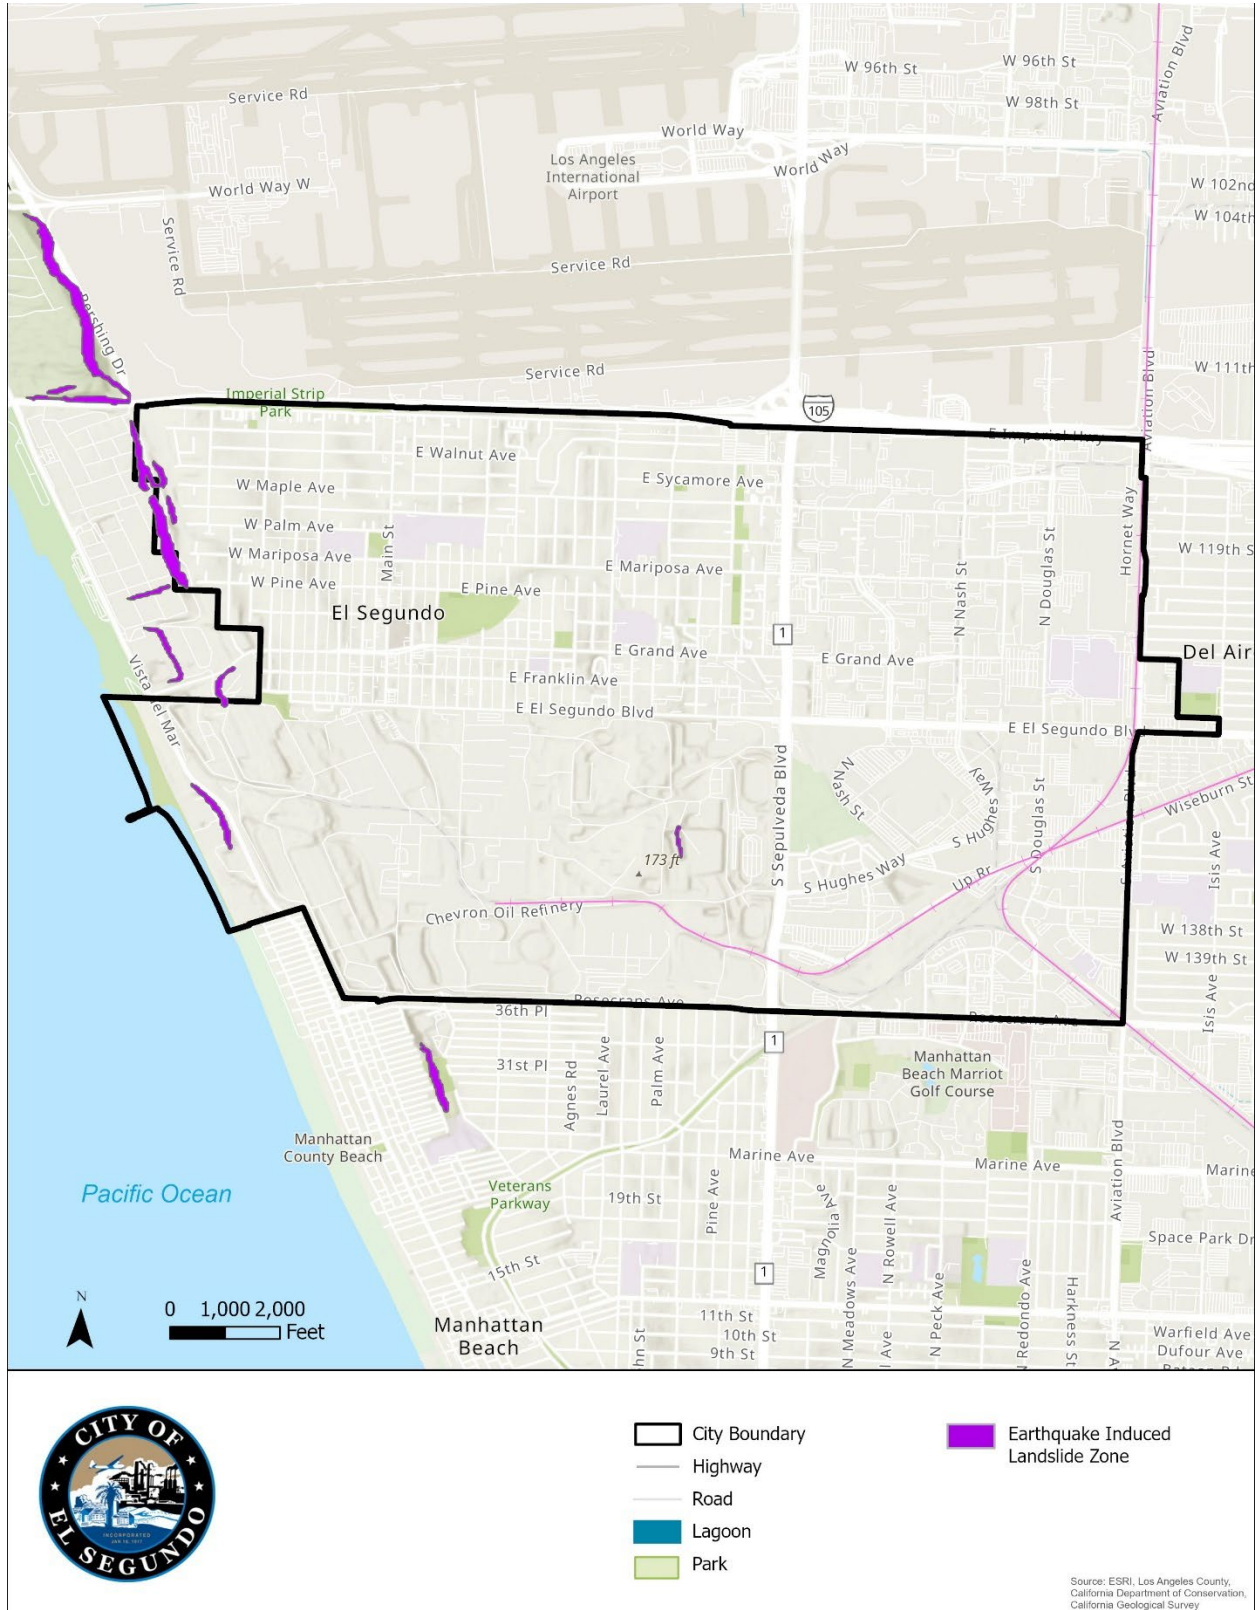 W 96th St
W 96th St
Aviation Blvd
Service Rd
W 98th St
World Way
Los Angeles
International
Airport
World Way
World Way W
W 102nd
W 104th
Service Rd
Service Rd
Pershing Dr
Service Rd
W 111th
Aviation Blvd
Imperial Strip
Park
105
E Imperial Hwy
E Walnut Ave
W Maple Ave
E Sycamore Ave
Hornet Way
W Palm Ave
Main St
N Douglas St
W 119th S
W Mariposa Ave
E Mariposa Ave
N Nash St
W Pine Ave
E Pine Ave
El Segundo
1
E Grand Ave
E Grand Ave
Del Air
Vista del Mar
E Franklin Ave
E El Segundo Blvd
E El Segundo Blvd
S Sepulveda Blvd
N Nash St
S Hughes Way
S Douglas St
S Aviation Blvd
Wiseburn St
173 ft
S Hughes Way
Up Rr
Isis Ave
Chevron Oil Refinery
W 138th St
W 139th St
Isis Ave
Rosecrans Ave
Rosecrans Ave
36th Pl
1
31st Pl
Agnes Rd
Laurel Ave
Palm Ave
Manhattan
Beach Marriot
Golf Course
Manhattan
County Beach
Marine Ave
Marine Ave
Marine
Aviation Blvd
Pacific Ocean
Veterans
Parkway
19th St
Pine Ave
Magnolia Ave
N Rowell Ave
N Meadows Ave
N Peck Ave
N Redondo Ave
Harkness St
Space Park Dr
15th St
1
N
0 1,000 2,000
Feet
Manhattan
Beach
11th St
10th St
9th St
hn St
l Ave
N A
Warfield Ave
Dufour Ave
CITY OF
EL SEGUNDO
INCORPORATED
City Boundary
Highway
Road
Lagoon
Park
Earthquake Induced
Landslide Zone
Source: ESRI, Los Angeles County,
California Department of Conservation,
California Geological Survey